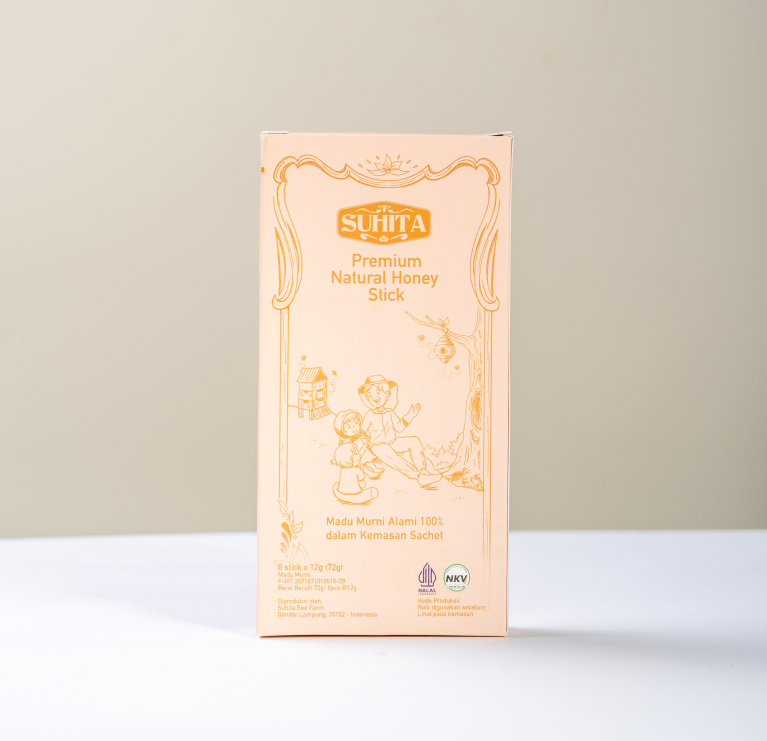 SUHITA
Premium
Natural Honey
Stick
Madu Murni Alami 100%
dalam Kemasan Sachet
6 stick x 12g (72g)
Madu Murni
Berat Bersih 72g: 6pcs @12g
HALAL
INDONESIA
NKV
Diproduksi oleh:
Suhita Bee Farm
Bandar Lampung, 35152 - Indonesia
Kode Produksi/
Baik digunakan sebelum:
Lihat pada kemasan